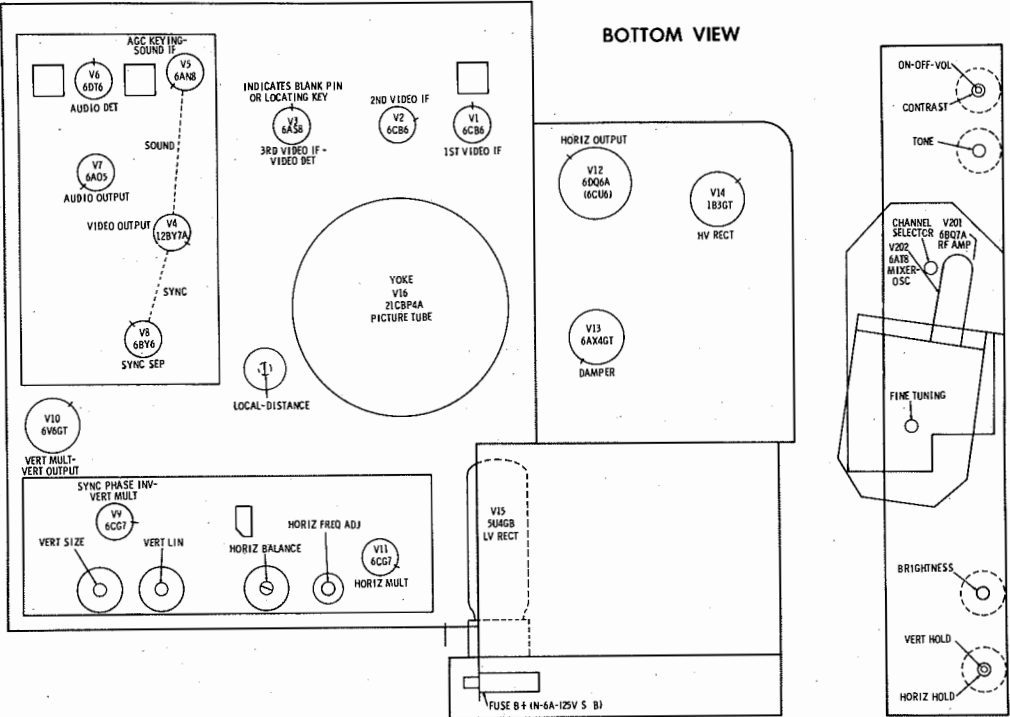 BOTTOM VIEW
AGC KEYING-
SOUND IF
V5
6AN8
V6
6DT6
AUDIO DET
INDICATES BLANK PIN
OR LOCATING KEY
V3
6AS8
3RD VIDEO IF -
VIDEO DET
2ND VIDEO IF
V2
6CB6
V1
6CB6
1ST VIDEO IF
SOUND
V7
6AQ5
AUDIO OUTPUT
VIDEO OUTPUT
V4
12BY7A
SYNC
V8
6BY6
SYNC SEP
YOKE
V16
21CBP4A
PICTURE TUBE
LOCAL-DISTANCE
HORIZ OUTPUT
V12
6DQ6A
(6CU6)
V14
1B3GT
HV RECT
V13
6AX4GT
DAMPER
V10
6V6GT
VERT MULT-
VERT OUTPUT
SYNC PHASE INV-
VERT MULT
V9
6CG7
VERT SIZE
VERT LIN
HORIZ BALANCE
HORIZ FREQ ADJ
V11
6CG7
HORIZ MULT
V15
5U4GB
LV RECT
FUSE B+ (N-6A-125V S B)
ON-OFF-VOL
CONTRAST
TONE
CHANNEL
SELECTOR
V201
6BQ7A
RF AMP
V202
6AT8
MIXER-
OSC
FINE TUNING
BRIGHTNESS
VERT HOLD
HORIZ HOLD